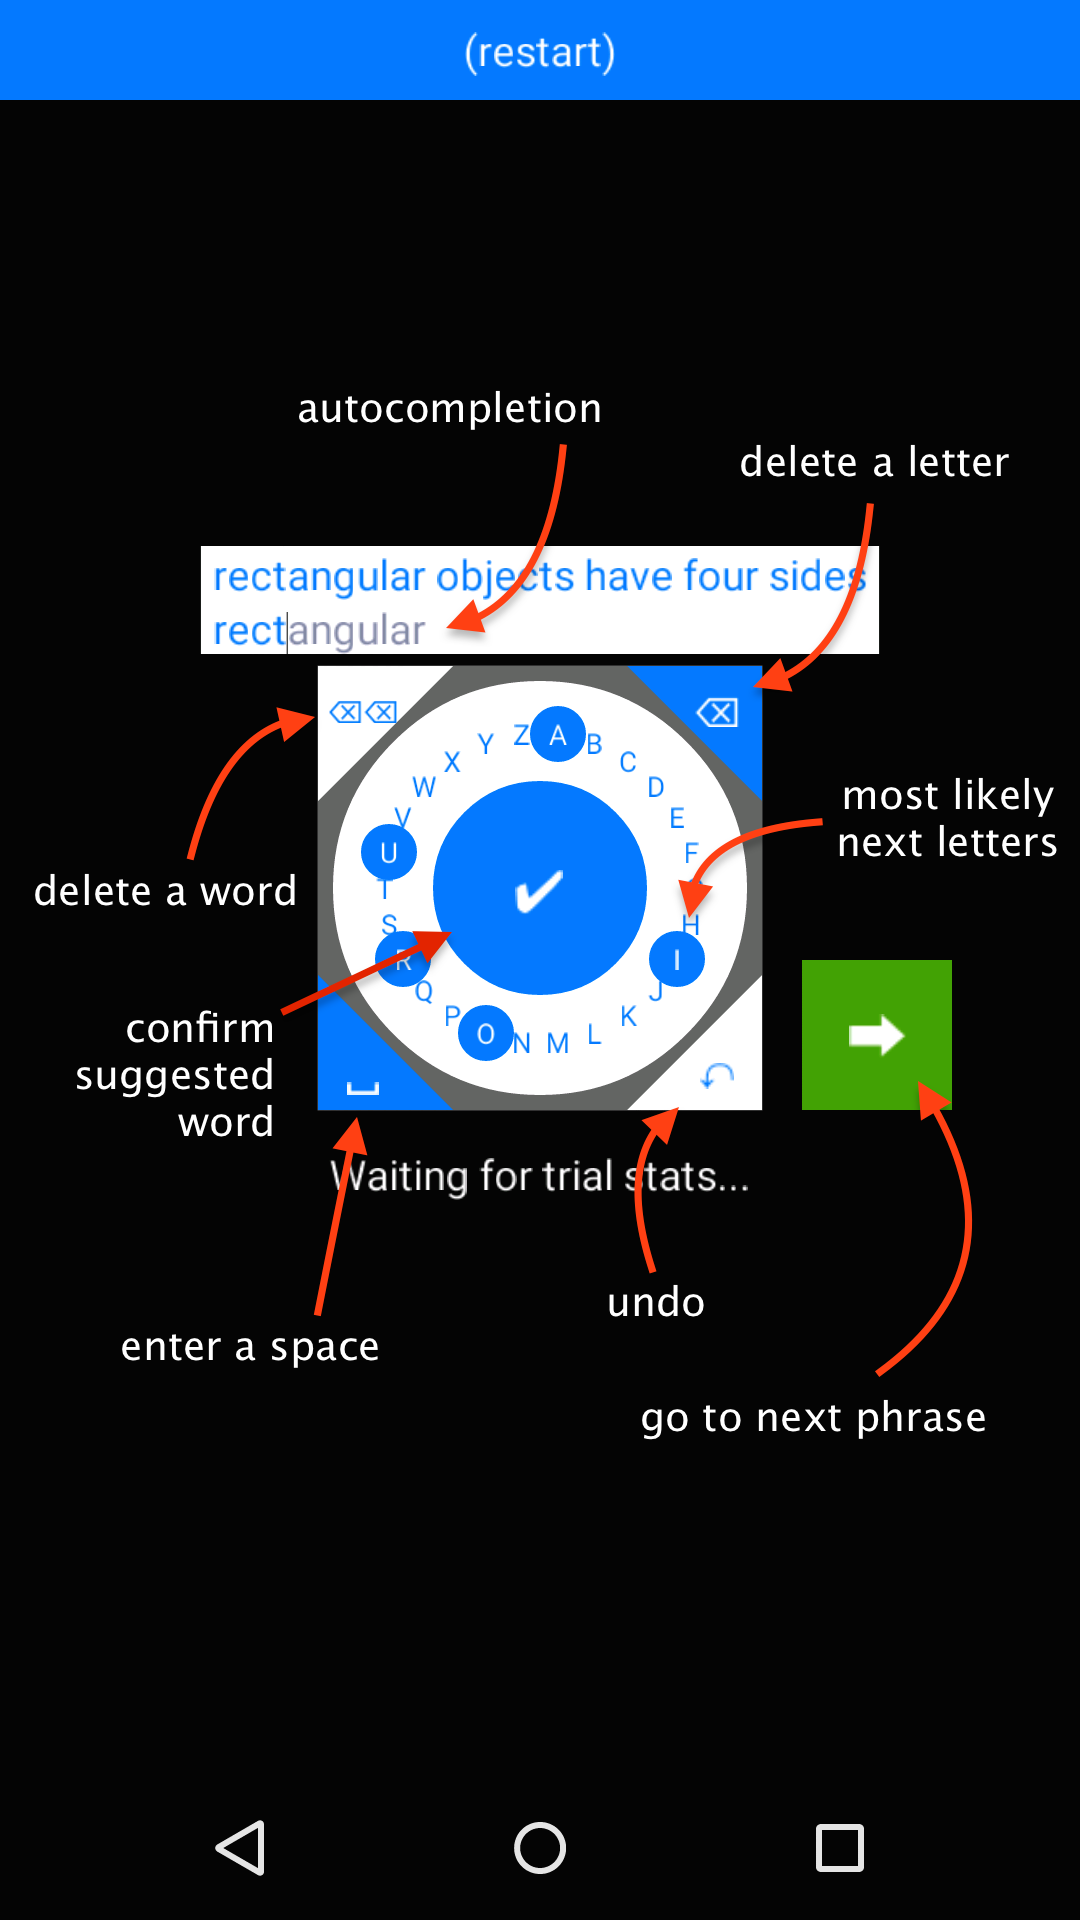 (restart)
autocompletion
delete a letter
rectangular objects have four sides
rectangular
A
B
C
D
E
F
H
I
J
K
L
M
N
O
P
Q
R
S
T
U
V
W
X
Y
Z
most likely
next letters
delete a word
confirm
suggested
word
Waiting for trial stats...
undo
enter a space
go to next phrase